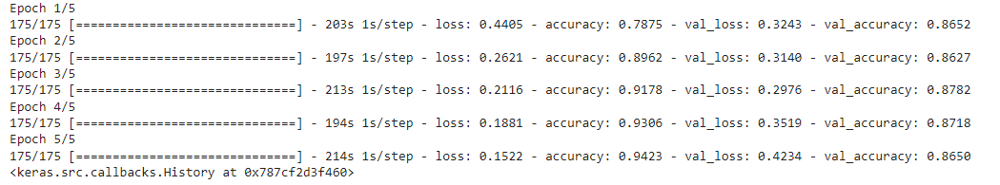 Epoch 1/5
175/175 [==============================] - 203s 1s/step - loss: 0.4405 - accuracy: 0.7875 - val_loss: 0.3243 - val_accuracy: 0.8652
Epoch 2/5
175/175 [==============================] - 197s 1s/step - loss: 0.2621 - accuracy: 0.8962 - val_loss: 0.3140 - val_accuracy: 0.8627
Epoch 3/5
175/175 [==============================] - 213s 1s/step - loss: 0.2116 - accuracy: 0.9178 - val_loss: 0.2976 - val_accuracy: 0.8782
Epoch 4/5
175/175 [==============================] - 194s 1s/step - loss: 0.1881 - accuracy: 0.9306 - val_loss: 0.3519 - val_accuracy: 0.8718
Epoch 5/5
175/175 [==============================] - 214s 1s/step - loss: 0.1522 - accuracy: 0.9423 - val_loss: 0.4234 - val_accuracy: 0.8650
<keras.src.callbacks.History at 0x787cf2d3f460>